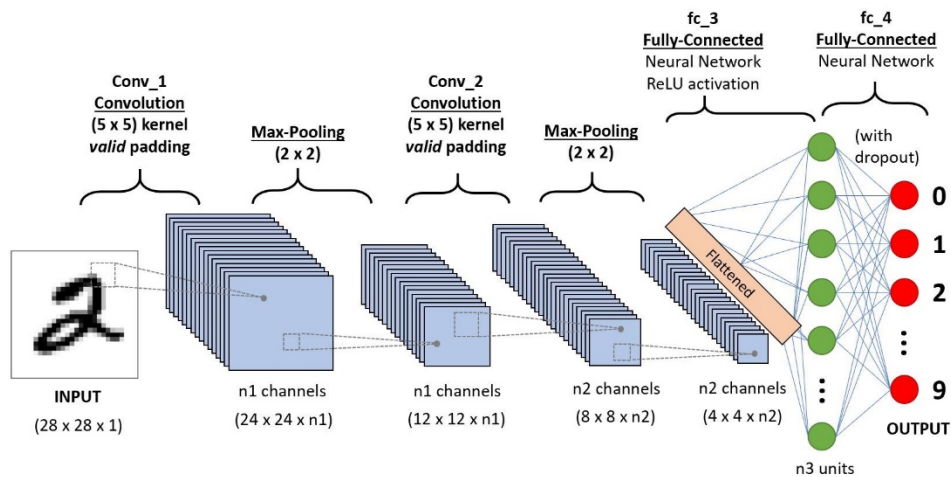 Conv_1
Convolution
(5 x 5) kernel
valid padding
Max-Pooling
(2 x 2)
Conv_2
Convolution
(5 x 5) kernel
valid padding
Max-Pooling
(2 x 2)
fc_3
Fully-Connected
Neural Network
ReLU activation
fc_4
Fully-Connected
Neural Network
(with
dropout)
Flattened
0
1
2
9
OUTPUT
INPUT
(28 x 28 x 1)
n1 channels
(24 x 24 x n1)
n1 channels
(12 x 12 x n1)
n2 channels
(8 x 8 x n2)
n2 channels
(4 x 4 x n2)
n3 units
2